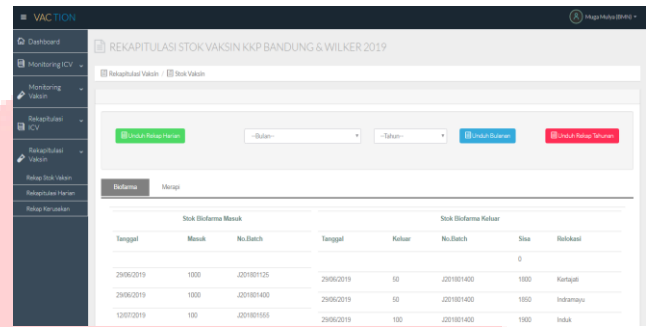 VACTION
Muga Mulya (BMN)
Dashboard
Monitoring ICV
Monitoring Vaksin
Rekapitulasi ICV
Rekapitulasi Vaksin
Rekap Stok Vaksin
Rekapitulasi Harian
Rekap Kerusakan
REKAPITULASI STOK VAKSIN KKP BANDUNG & WILKER 2019
Rekapitulasi Vaksin / Stok Vaksin
Unduh Rekap Harian --Bulan-- --Tahun-- Unduh Bulanan Unduh Rekap Tahunan
Biofarma Merapi
Stok Biofarma Masuk Stok Biofarma Keluar
Tanggal Masuk No.Batch Tanggal Keluar No.Batch Sisa Relokasi
0
29/06/2019 1000 J201801125 29/06/2019 50 J201801400 1800 Kertajati
29/06/2019 1000 J201801400 29/06/2019 50 J201801400 1850 Indramayu
12/07/2019 100 J201801555 29/06/2019 100 J201801400 1900 Induk